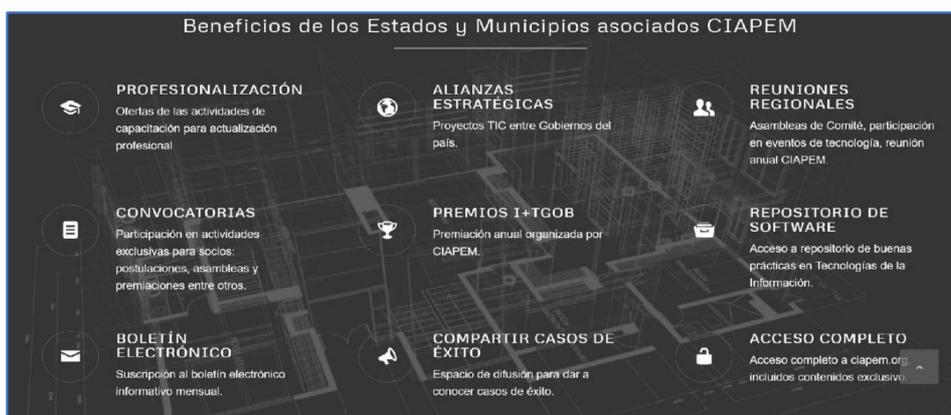 Beneficios de los Estados y Municipios asociados CIAPEM
PROFESIONALIZACIÓN
Ofertas de las actividades de
capacitación para actualización
profesional
ALIANZAS
ESTRATÉGICAS
Proyectos TIC entre Gobiernos del
país.
REUNIONES
REGIONALES
Asambleas de Comité, participación
en eventos de tecnología, reunión
anual CIAPEM.
CONVOCATORIAS
Participación en actividades
exclusivas para socios:
postulaciones, asambleas y
premiaciones entre otros.
PREMIOS I+TGOB
Premiación anual organizada por
CIAPEM.
REPOSITORIO DE
SOFTWARE
Acceso a repositorio de buenas
prácticas en Tecnologías de la
Información.
BOLETÍN
ELECTRÓNICO
Suscripción al boletín electrónico
informativo mensual.
COMPARTIR CASOS DE
ÉXITO
Espacio de difusión para dar a
conocer casos de éxito.
ACCESO COMPLETO
Acceso completo a ciapem.org,
incluidos contenidos exclusivo